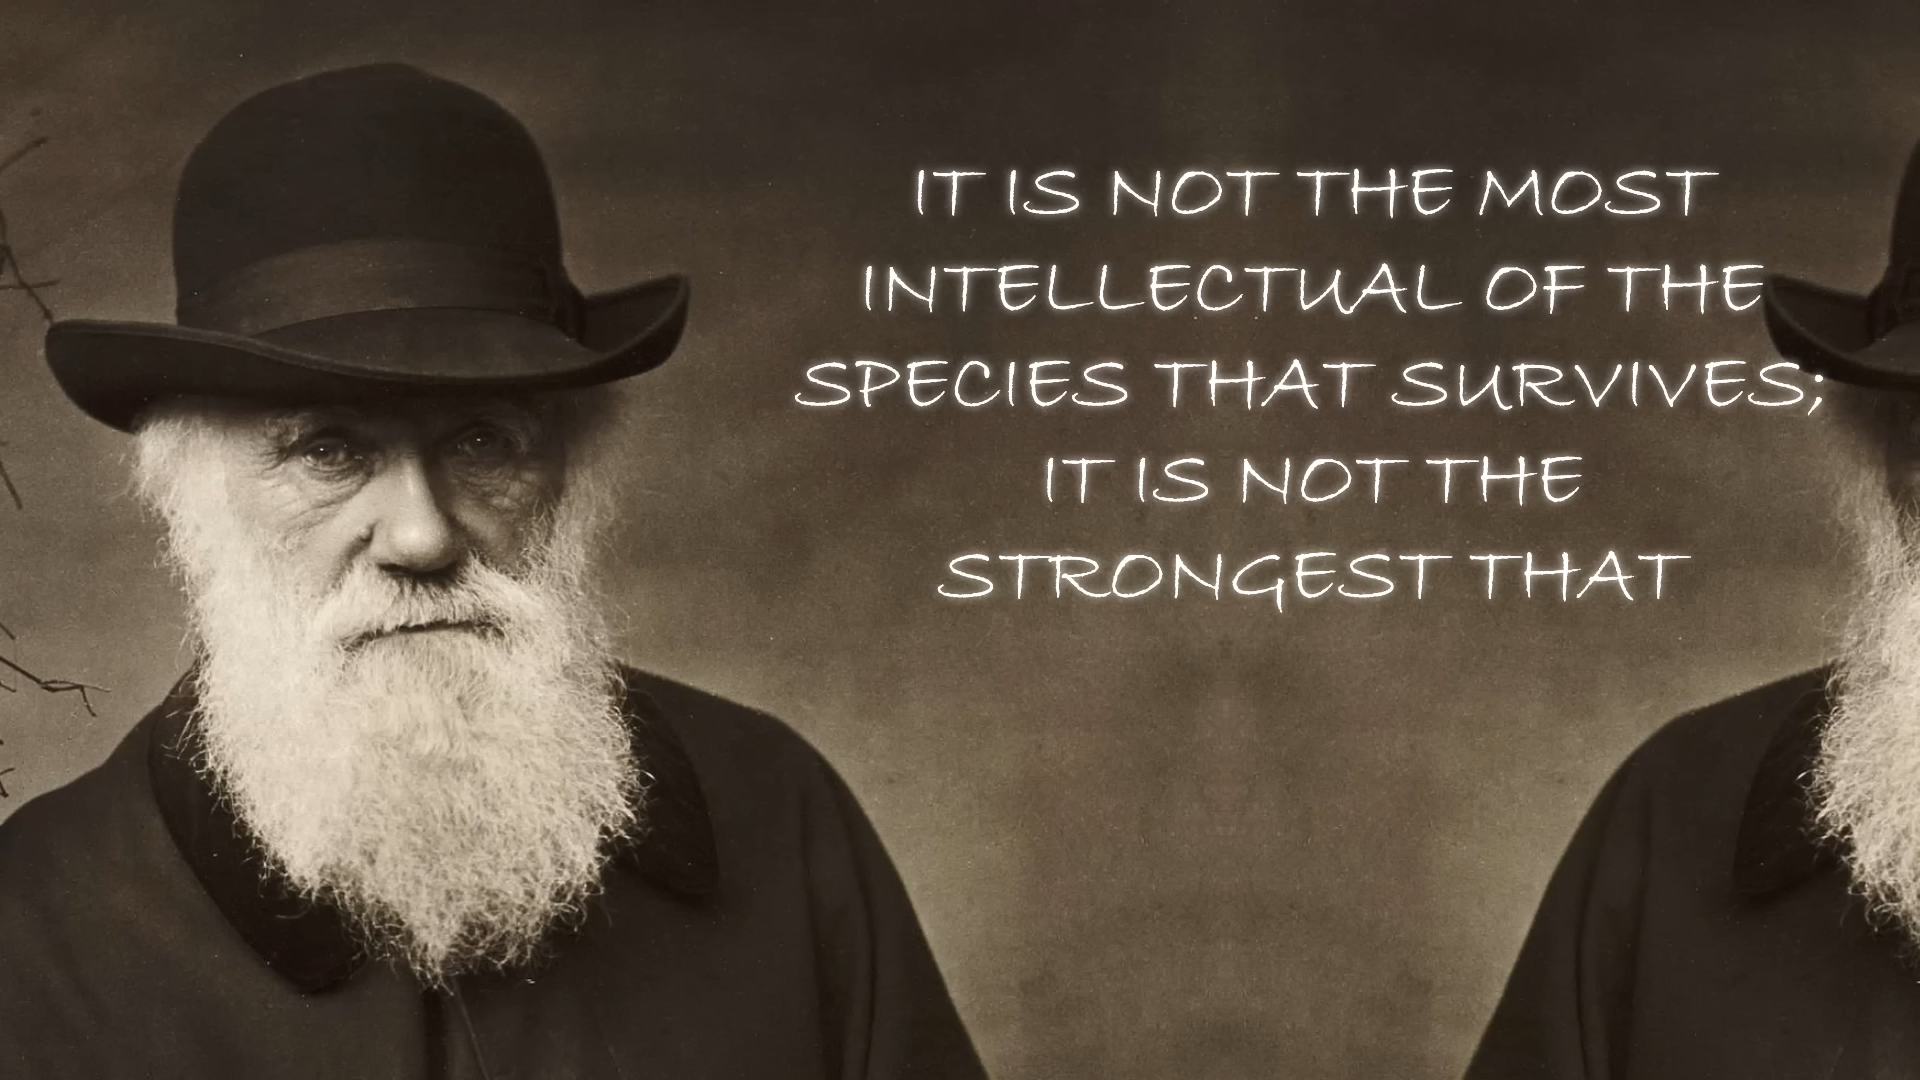 IT IS NOT THE MOST
INTELLECTUAL OF THE
SPECIES THAT SURVIVES;
IT IS NOT THE
STRONGEST THAT